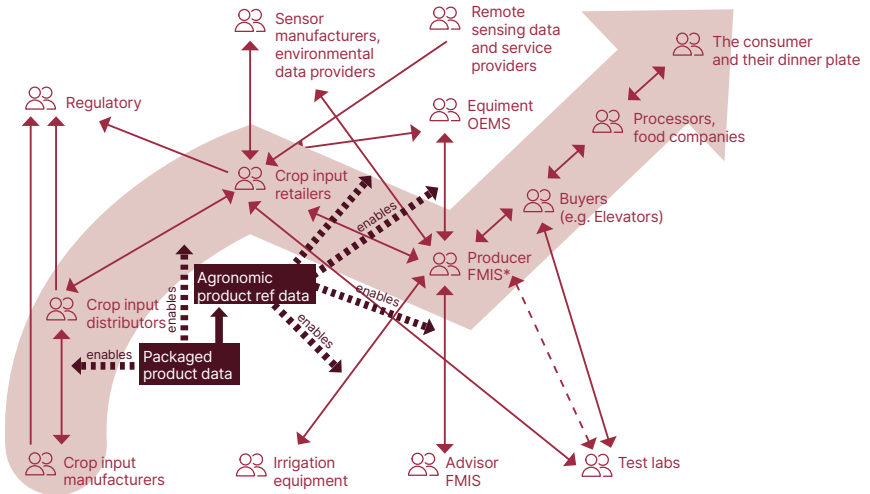 Sensor
manufacturers,
environmental
data providers
Remote
sensing data
and service
providers
The consumer
and their dinner plate
Regulatory
Equiment
OEMS
Processors,
food companies
Crop input
retailers
enables
Buyers
(e.g. Elevators)
Producer
FMIS*
Agronomic
product ref data
enables
enables
Crop input
distributors
enables
enables
Packaged
product data
Crop input
manufacturers
Irrigation
equipment
Advisor
FMIS
Test labs